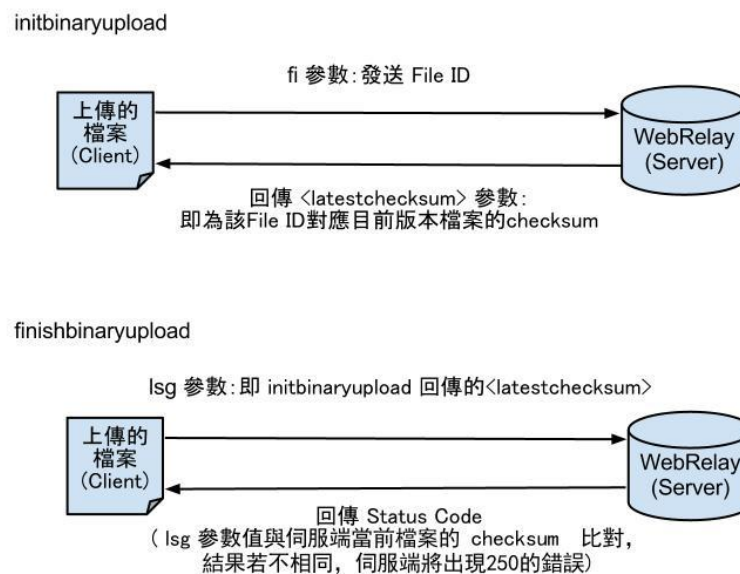 initbinaryupload
fi 參數：發送 File ID
上傳的
檔案
(Client)
WebRelay
(Server)
回傳 <latestchecksum> 參數：
即為該File ID對應目前版本檔案的checksum
finishbinaryupload
lsg 參數：即 initbinaryupload 回傳的<latestchecksum>
上傳的
檔案
(Client)
WebRelay
(Server)
回傳 Status Code
( lsg 參數值與伺服端當前檔案的 checksum 比對，
結果若不相同，伺服端將出現250的錯誤)